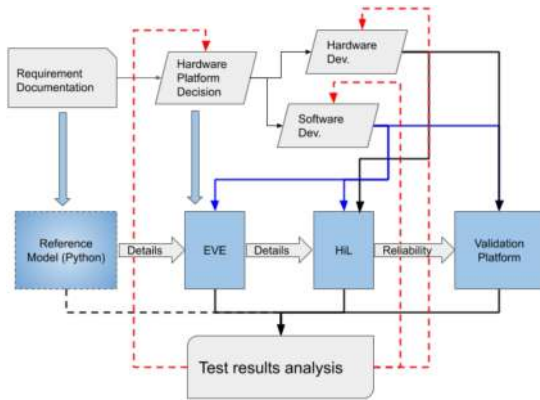 Requirement
Documentation
Hardware
Platform
Decision
Hardware
Dev.
Software
Dev.
Reference
Model (Python)
Details
EVE
Details
HiL
Reliability
Validation
Platform
Test results analysis